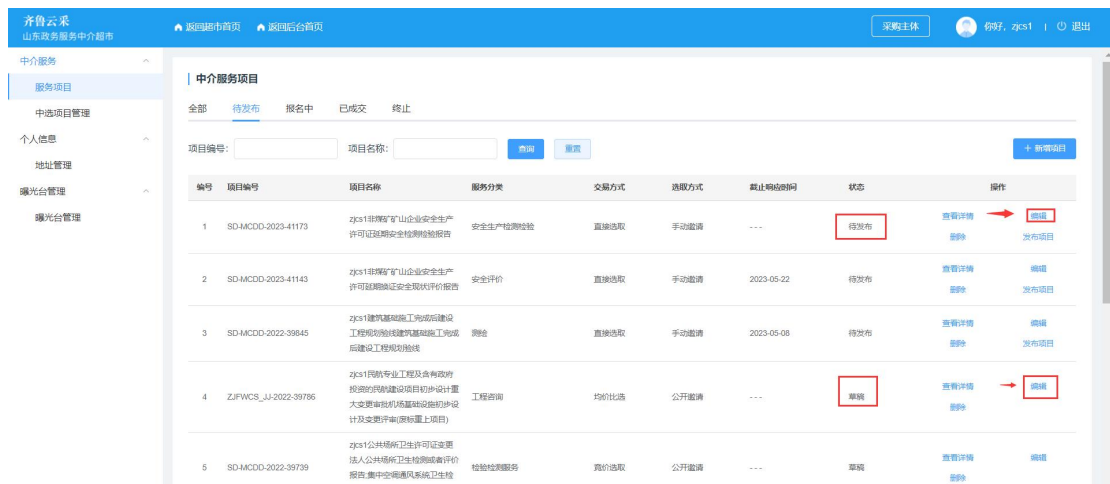 齐鲁云采
山东政务服务中介超市
返回超市首页 返回后台首页
采购主体
你好, zjcs1 | 退出
中介服务
服务项目
中选项目管理
个人信息
地址管理
曝光台管理
曝光台管理
中介服务项目
全部 待发布 报名中 已成交 终止
项目编号: 项目名称: 查询 重置 + 新增项目
编号 项目编号 项目名称 服务分类 交易方式 选取方式 截止响应时间 状态 操作
1 SD-MCDD-2023-41173 zjcs1非煤矿矿山企业安全生产
许可证延期安全检测检验报告 安全生产检测检验 直接选取 手动邀请 - - - 待发布 查看详情 编辑
删除 发布项目
2 SD-MCDD-2023-41143 zjcs1非煤矿矿山企业安全生产
许可延期换证安全现状评价报告 安全评价 直接选取 手动邀请 2023-05-22 待发布 查看详情 编辑
删除 发布项目
3 SD-MCDD-2022-39845 zjcs1建筑基础施工完成后建设
工程规划验线建筑基础施工完成
后建设工程规划验线 测绘 直接选取 手动邀请 2023-05-08 待发布 查看详情 编辑
删除 发布项目
4 ZJFWCS_JJ-2022-39786 zjcs1民航专业工程及含有政府
投资的民航建设项目初步设计重
大变更审批机场基础设施初步设
计及变更评审(废标重上项目) 工程咨询 均价比选 公开邀请 - - - 草稿 查看详情 编辑
删除
5 SD-MCDD-2022-39739 zjcs1公共场所卫生许可证变更
法人公共场所卫生检测或者评价
报告;集中空调通风系统卫生检 检验检测服务 竞价选取 公开邀请 - - - 草稿 查看详情 编辑
删除